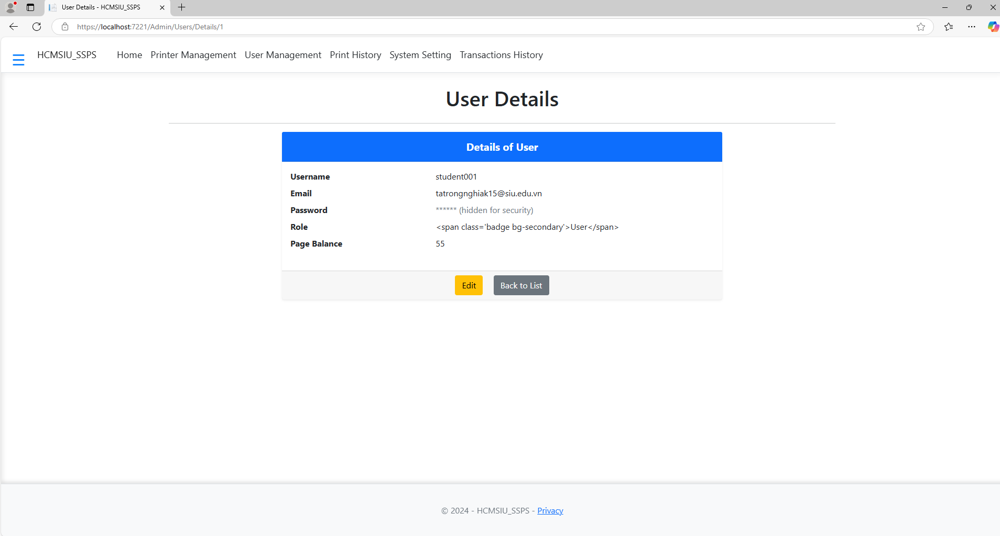 User Details - HCMSIU_SSPS
https://localhost:7221/Admin/Users/Details/1
HCMSIU_SSPS Home Printer Management User Management Print History System Setting Transactions History
User Details
Details of User
Username student001
Email tatrongnghiak15@siu.edu.vn
Password ****** (hidden for security)
Role <span class='badge bg-secondary'>User</span>
Page Balance 55
Edit Back to List
© 2024 - HCMSIU_SSPS - Privacy